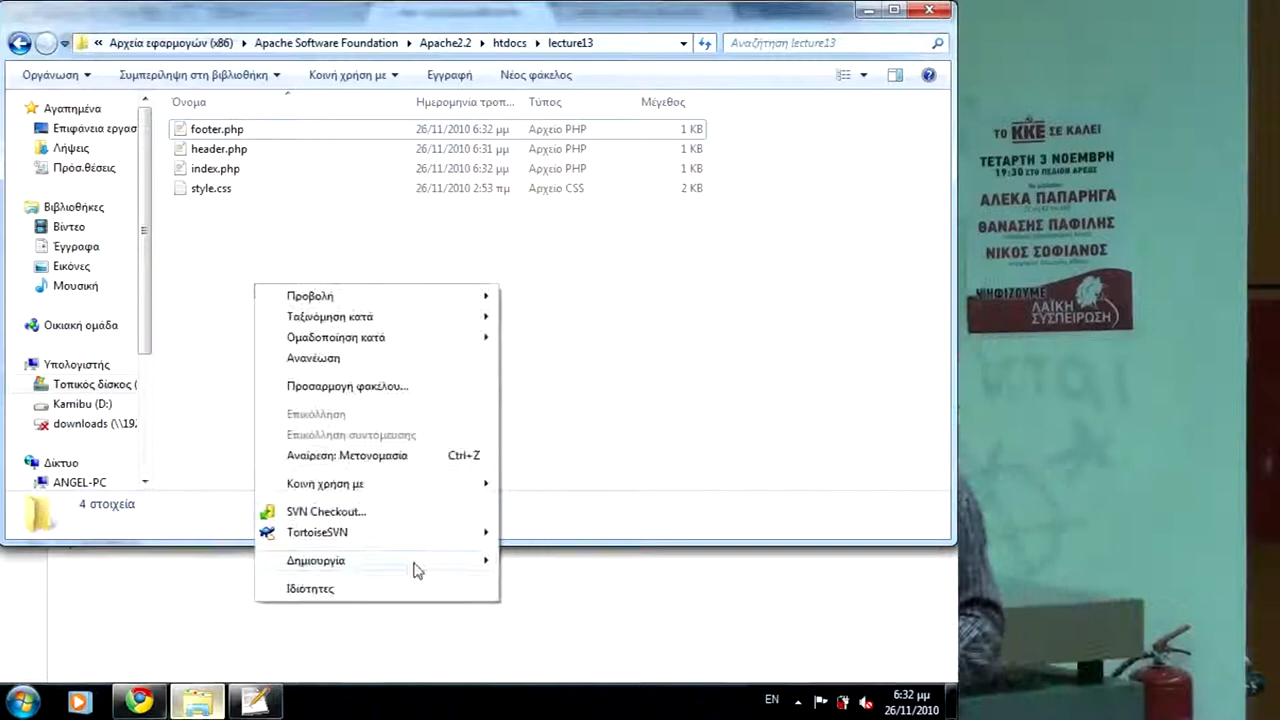 Αρχεία εφαρμογών (x86)
Apache Software Foundation
Apache2.2
htdocs
lecture13
Αναζήτηση lecture13
Οργάνωση
Συμπερίληψη στη βιβλιοθήκη
Κοινή χρήση με
Εγγραφή
Νέος φάκελος
Όνομα
Ημερομηνία τροπ...
Τύπος
Μέγεθος
footer.php 26/11/2010 6:32 μμ Αρχείο PHP 1 KB
header.php 26/11/2010 6:31 μμ Αρχείο PHP 1 KB
index.php 26/11/2010 6:32 μμ Αρχείο PHP 1 KB
style.css 26/11/2010 2:53 πμ Αρχείο CSS 2 KB
Αγαπημένα
Επιφάνεια εργασ
Λήψεις
Πρόσ.θέσεις
Βιβλιοθήκες
Βίντεο
Έγγραφα
Εικόνες
Μουσική
Οικιακή ομάδα
Υπολογιστής
Τοπικός δίσκος (
Kamibu (D:)
downloads (\\19
Δίκτυο
ANGEL-PC
4 στοιχεία
Προβολή
Ταξινόμηση κατά
Ομαδοποίηση κατά
Ανανέωση
Προσαρμογή φακέλου...
Επικόλληση
Επικόλληση συντόμευσης
Αναίρεση: Μετονομασία Ctrl+Z
Κοινή χρήση με
SVN Checkout...
TortoiseSVN
Δημιουργία
Ιδιότητες
EN
6:32 μμ
26/11/2010
ΤΟ ΚΚΕ ΣΕ ΚΑΛΕΙ
ΤΕΤΑΡΤΗ 3 ΝΟΕΜΒΡΗ
19:30 ΣΤΟ ΠΕΔΙΟΝ ΑΡΕΩΣ
ΑΛΕΚΑ ΠΑΠΑΡΗΓΑ
ΘΑΝΑΣΗΣ ΠΑΦΙΛΗΣ
ΝΙΚΟΣ ΣΟΦΙΑΝΟΣ
ΨΗΦΙΖΟΥΜΕ
ΛΑΪΚΗ
ΣΥΣΠΕΙΡΩΣΗ